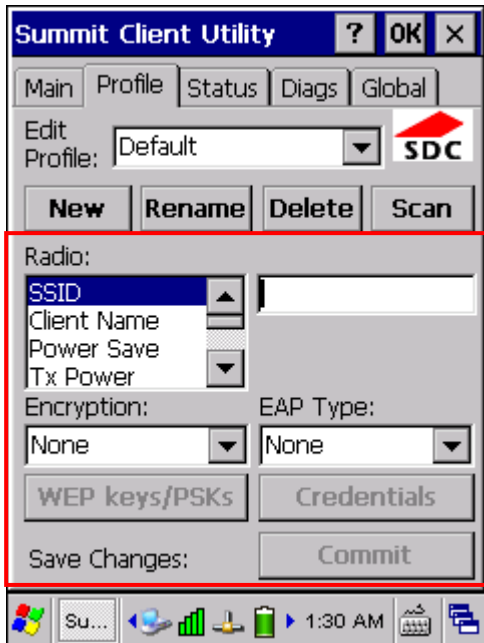 Summit Client Utility ? OK ×
Main Profile Status Diags Global
Edit
Profile: Default
SDC
New Rename Delete Scan
Radio:
SSID
Client Name
Power Save
Tx Power
Encryption: EAP Type:
None None
WEP keys/PSKs Credentials
Save Changes: Commit
Su... 1:30 AM